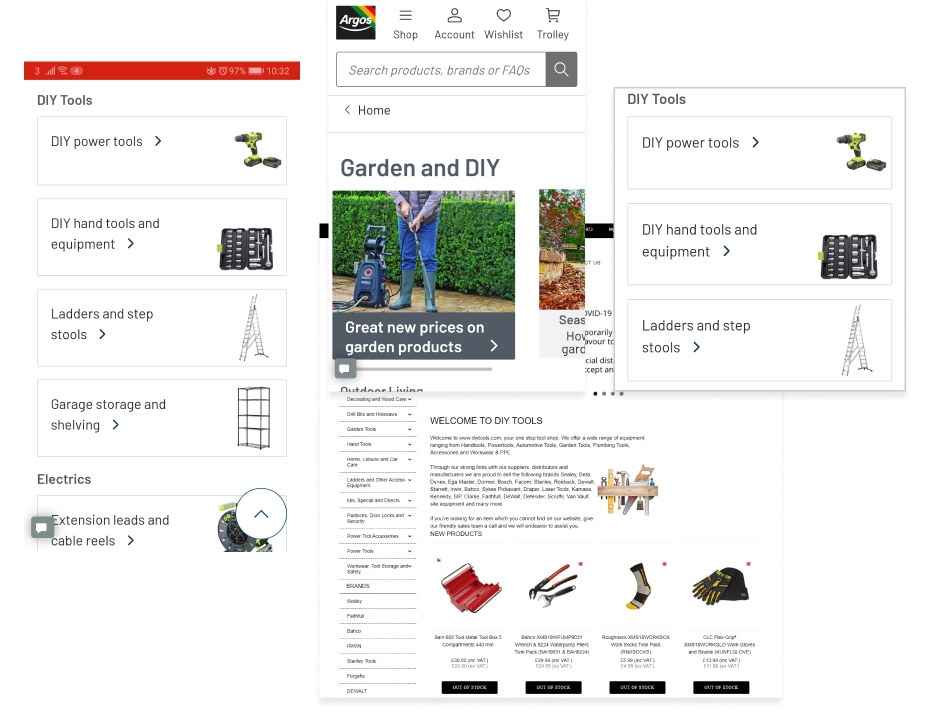 3
4
97%
10:32
DIY Tools
DIY power tools
DIY hand tools and
equipment
Ladders and step
stools
Garage storage and
shelving
Electrics
Extension leads and
cable reels
Argos
Shop
Account
Wishlist
Trolley
Search products, brands or FAQs
Home
Garden and DIY
Great new prices on
garden products
Seas
How
gard
CT US
OVID-19
porarily
avour to
cial dist
cept an
Outdoor Living
DIY Tools
DIY power tools
DIY hand tools and
equipment
Ladders and step
stools
Decorating and Wood Care
Drill Bits and Holesaws
Garden Tools
Hand Tools
Home, Leisure and Car
Care
Ladders and Other Access
Equipment
Mis, Special and Directs
Padlocks, Door Locks and
Security
Power Tool Accessories
Power Tools
Workwear, Tool Storage and
Safety
BRANDS
Sealey
Faithfull
Bahco
IRWIN
Stanley Tools
Forgefix
DEWALT
WELCOME TO DIY TOOLS
Welcome to www.diytools.com, your one stop tool shop. We offer a wide range of equipment,
ranging from Handtools, Powertools, Automotive Tools, Garden Tools, Plumbing Tools,
Accessories and Workwear & PPE
Through our strong links with our suppliers, distributors and
manufacturers we are proud to sell the following brands Sealey, Beta,
Dynex, Ega Master, Dormer, Bosch, Facom, Stanley, Roebuck, Dewalt,
Starrett, Irwin, Bahco, Sykes Pickavant, Draper, Laser Tools, Kamasa,
Kennedy, SIP, Clarke, Faithfull, DeWalt, Defender, Scruffs, Van Vault
site equipment and many more.
If you're looking for an item which you cannot find on our website, give
our friendly sales team a call and we will endeavor to assist you.
NEW PRODUCTS
Sam 605 Tool Metal Tool Box 5
Compartments 440 mm
£30.00 (inc VAT)
£25.00 (ex VAT)
OUT OF STOCK
Bahco XMS18WPUMP9031
Wrench & 8224 Waterpump Pliers
Twin Pack (BAH9031 & BAH8224)
£29.99 (inc VAT)
£24.99 (ex VAT)
OUT OF STOCK
Roughneck XMS18WORKSOX
Work Socks Twin Pack
(RNKSOCKS)
£5.99 (inc VAT)
£4.99 (ex VAT)
OUT OF STOCK
CLC Flex-Grip®
XMS18WORKGLO Work Gloves
and Beanie (KUNFLGLOVE)
£13.99 (inc VAT)
£11.66 (ex VAT)
OUT OF STOCK